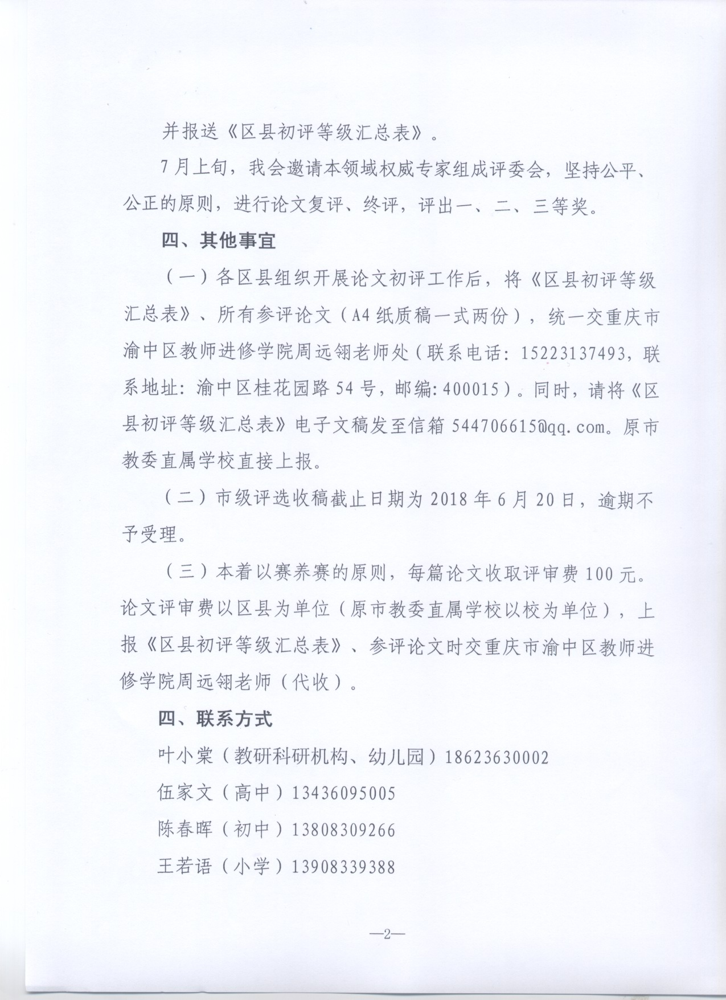 并报送《区县初评等级汇总表》。
7月上旬，我会邀请本领域权威专家组成评委会，坚持公平、
公正的原则，进行论文复评、终评，评出一、二、三等奖。
四、其他事宜
（一）各区县组织开展论文初评工作后，将《区县初评等级
汇总表》、所有参评论文（A4纸质稿一式两份），统一交重庆市
渝中区教师进修学院周远翎老师处（联系电话：15223137493，联
系地址：渝中区桂花园路54号，邮编：400015）。同时，请将《区
县初评等级汇总表》电子文稿发至信箱544706615@qq.com。原市
教委直属学校直接上报。
（二）市级评选收稿截止日期为2018年6月20日，逾期不
予受理。
（三）本着以赛养赛的原则，每篇论文收取评审费100元。
论文评审费以区县为单位（原市教委直属学校以校为单位），上
报《区县初评等级汇总表》、参评论文时交重庆市渝中区教师进
修学院周远翎老师（代收）。
四、联系方式
叶小棠（教研科研机构、幼儿园）18623630002
伍家文（高中）13436095005
陈春晖（初中）13808309266
王若语（小学）13908339388
—2—